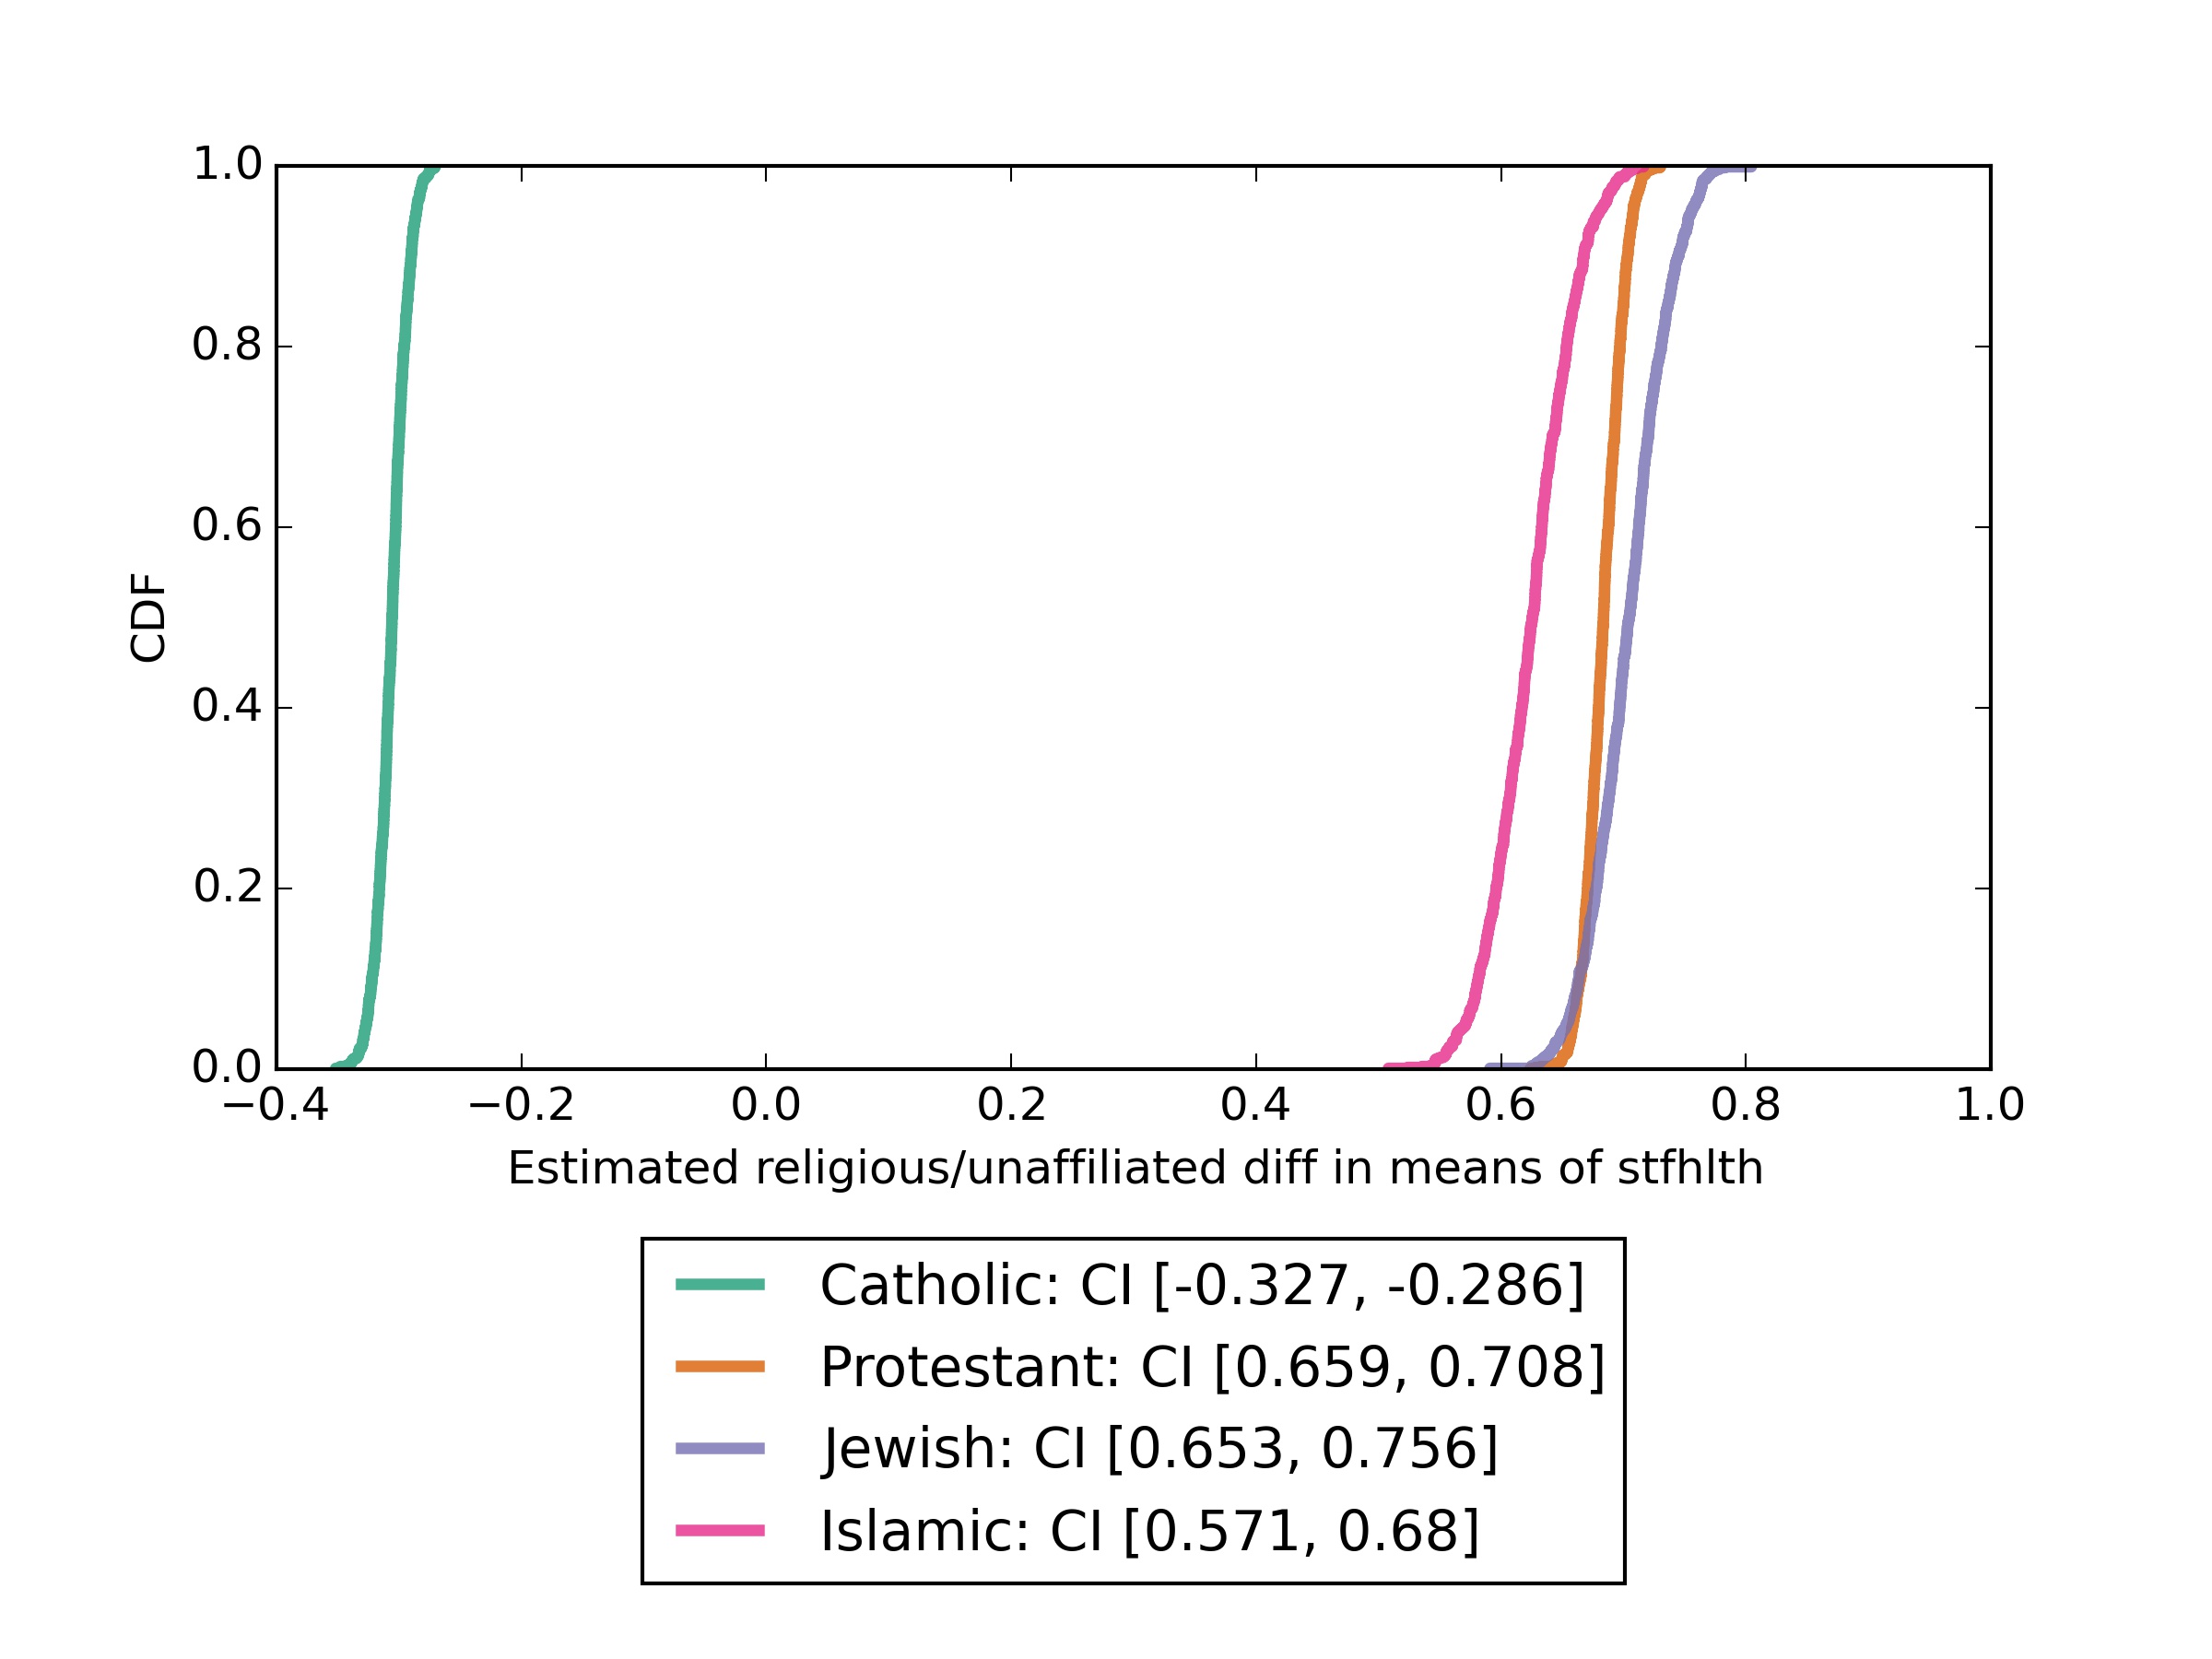 1.0
0.8
0.6
0.4
0.2
0.0
CDF
−0.4 −0.2 0.0 0.2 0.4 0.6 0.8 1.0
Estimated religious/unaffiliated diff in means of stfhlth
Catholic: CI [-0.327, -0.286]
Protestant: CI [0.659, 0.708]
Jewish: CI [0.653, 0.756]
Islamic: CI [0.571, 0.68]